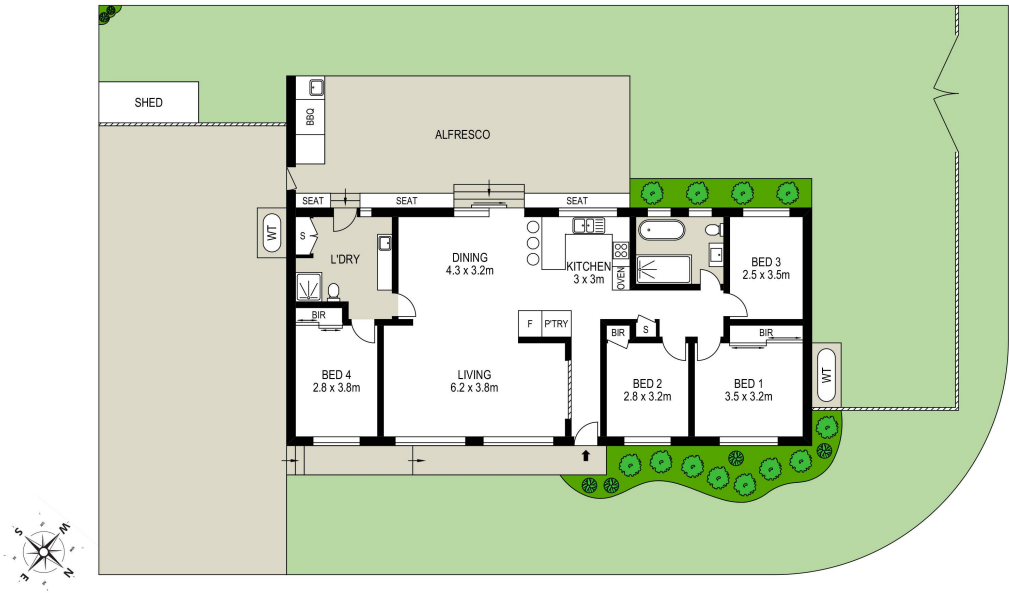 SHED
BBQ
ALFRESCO
SEAT
SEAT
SEAT
WT
S
L'DRY
DINING
4.3 x 3.2m
KITCHEN
3 x 3m
OVEN
BED 3
2.5 x 3.5m
BIR
F
P'TRY
BIR
S
BIR
BED 4
2.8 x 3.8m
LIVING
6.2 x 3.8m
BED 2
2.8 x 3.2m
BED 1
3.5 x 3.2m
WT
S
W
E
N